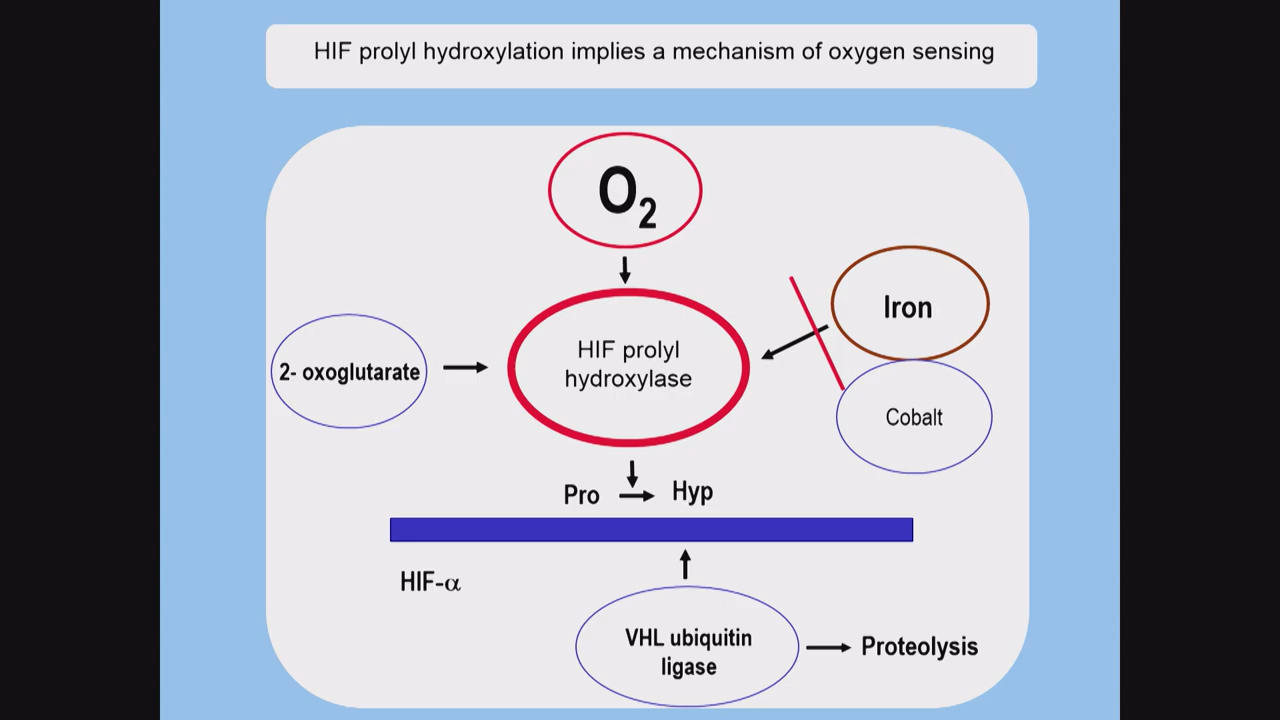 HIF prolyl hydroxylation implies a mechanism of oxygen sensing
O2
Iron
HIF prolyl
hydroxylase
2- oxoglutarate
Cobalt
Pro
Hyp
HIF-α
VHL ubiquitin
ligase
Proteolysis